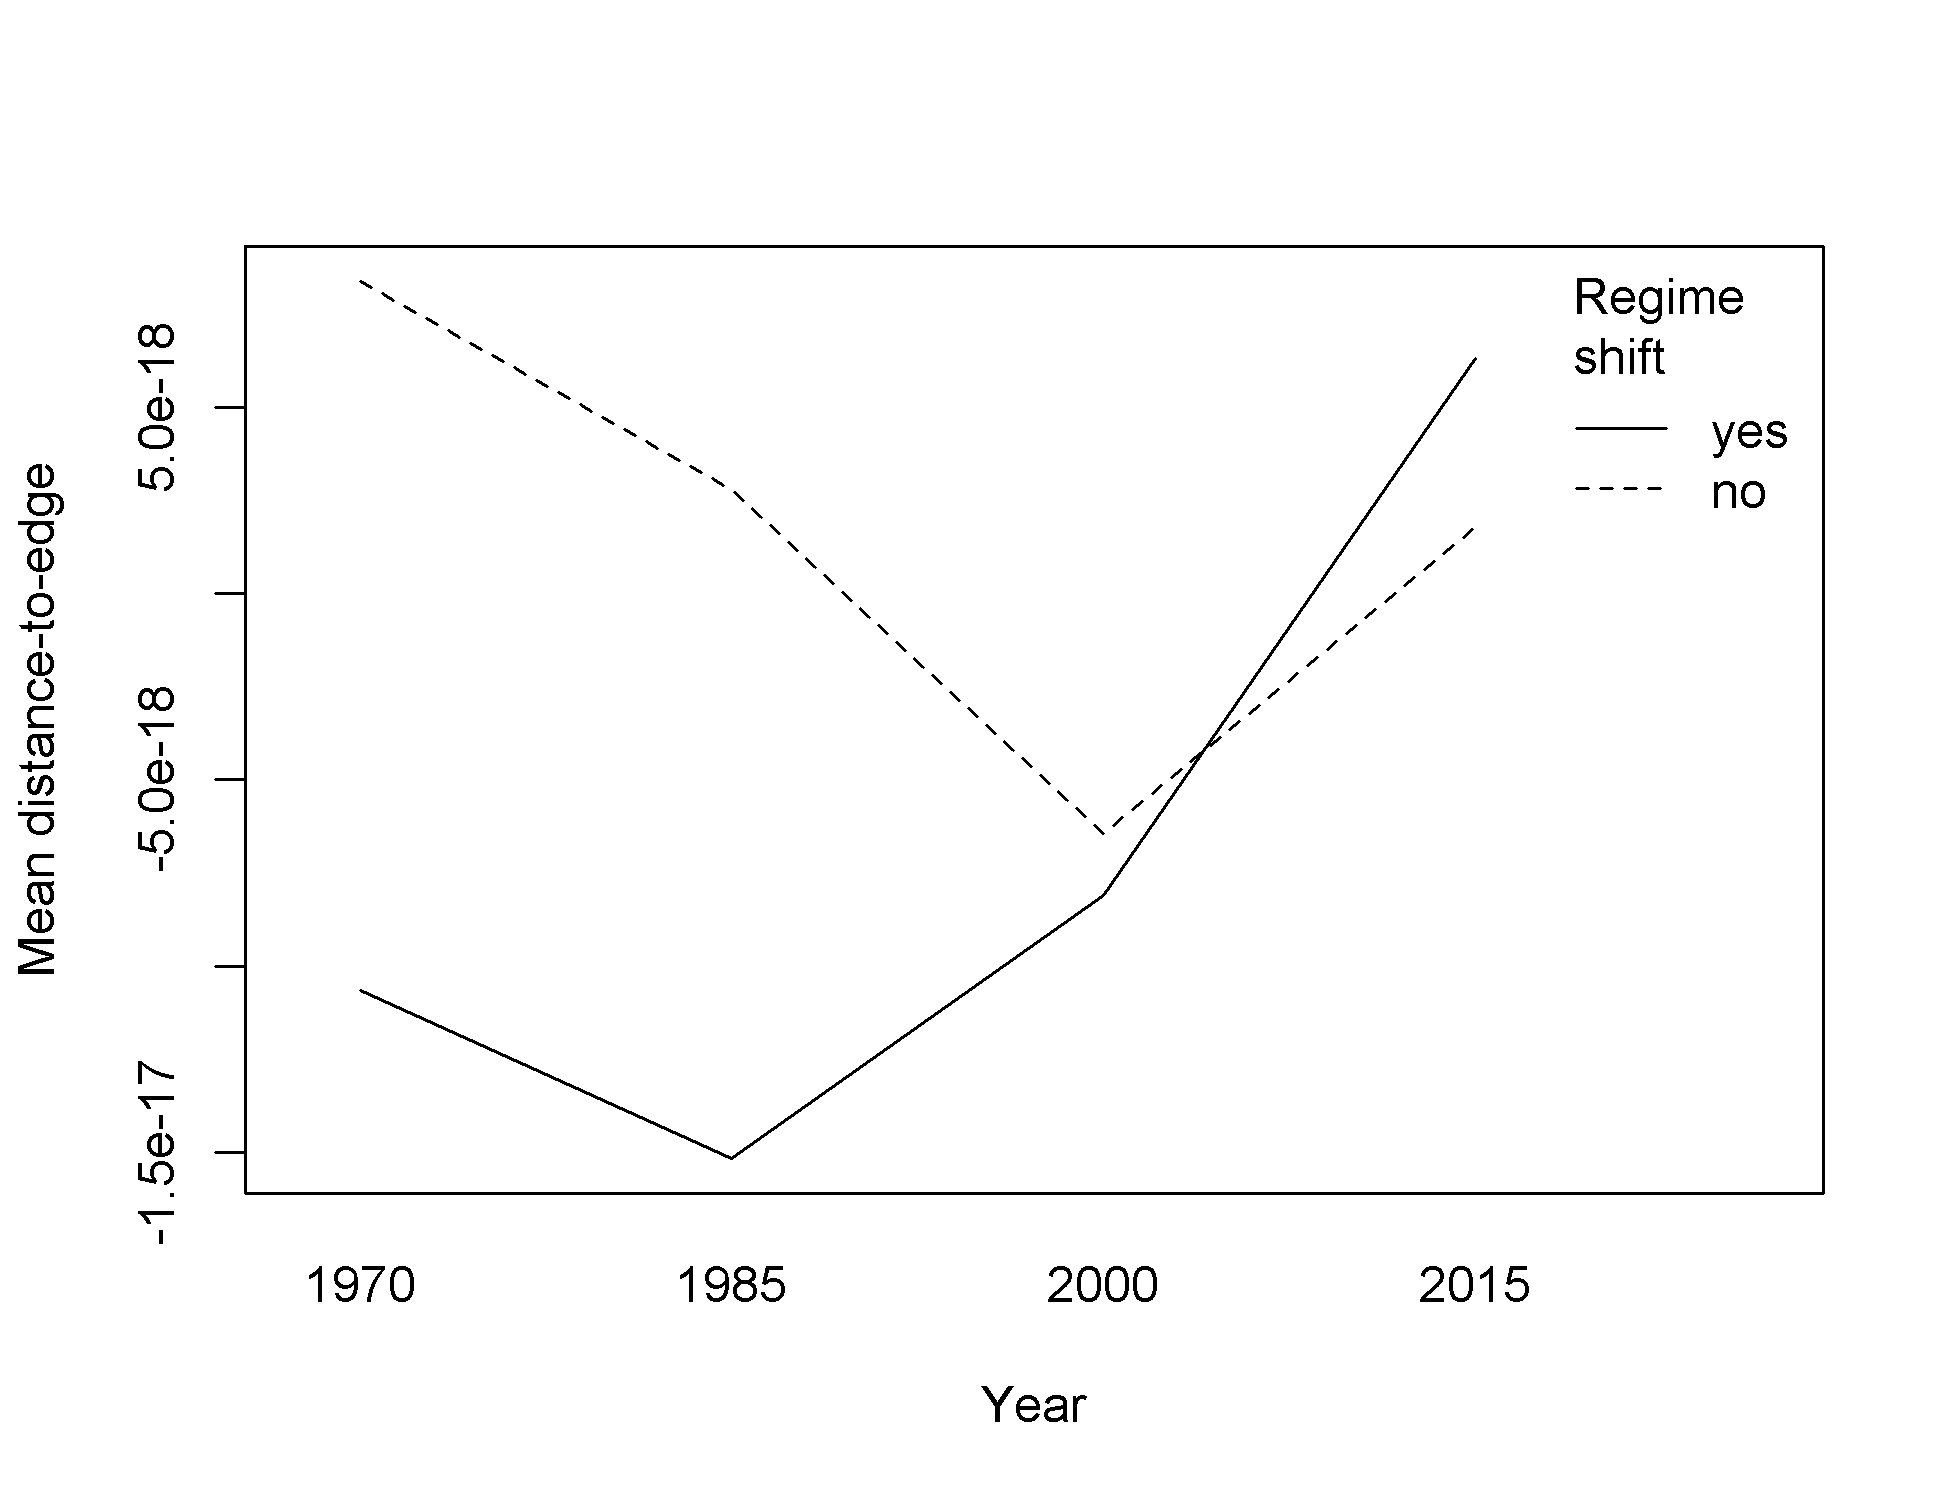 Regime
shift
yes
no
Mean distance-to-edge
5.0e-18
-5.0e-18
-1.5e-17
1970 1985 2000 2015
Year